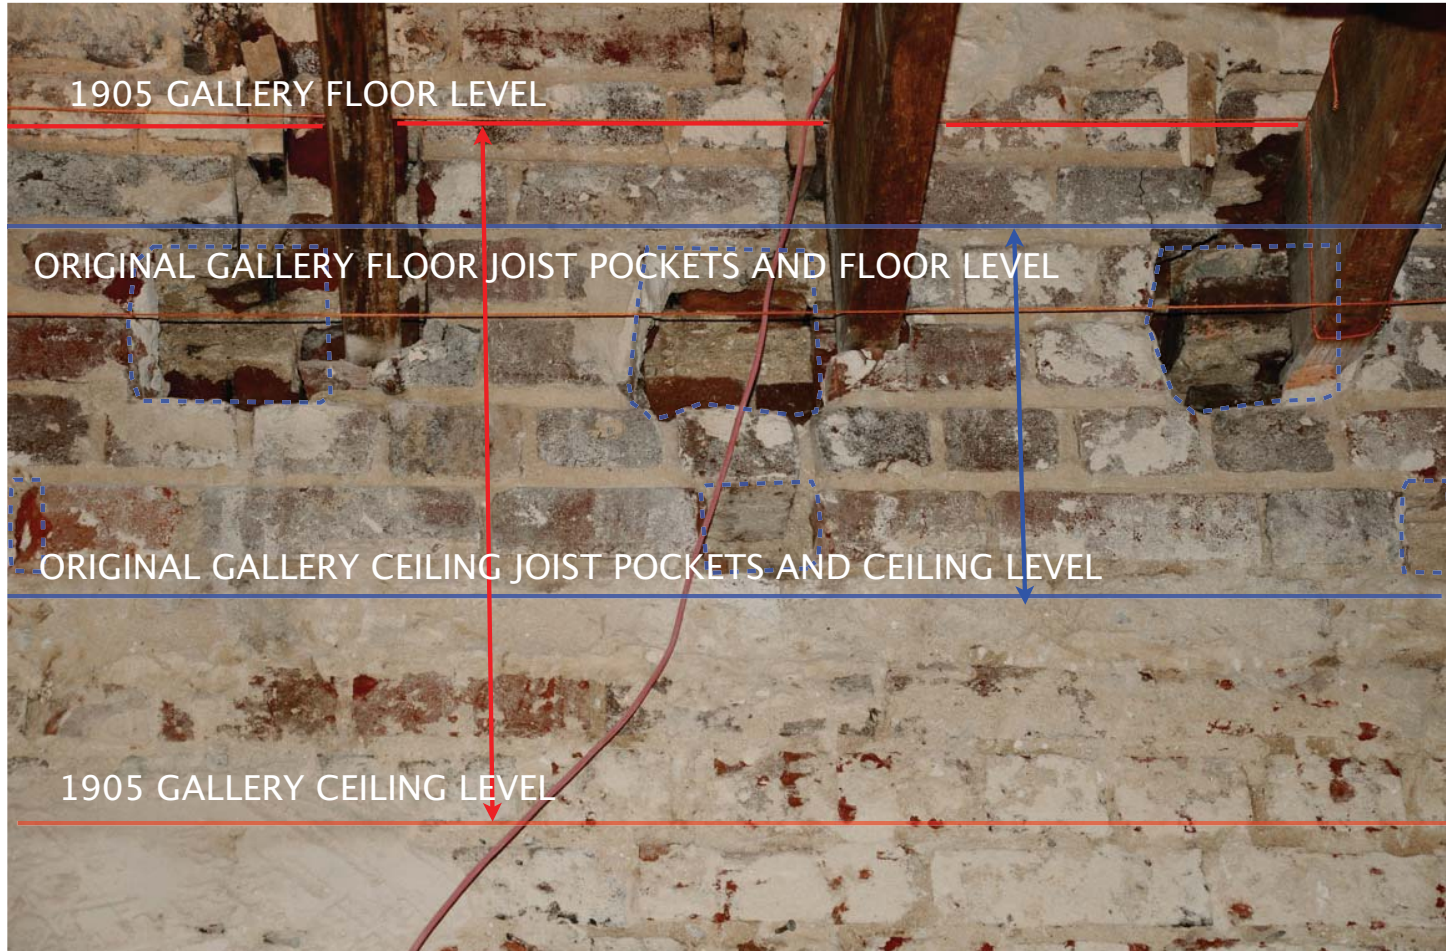 1905 GALLERY FLOOR LEVEL
ORIGINAL GALLERY FLOOR JOIST POCKETS AND FLOOR LEVEL
ORIGINAL GALLERY CEILING JOIST POCKETS AND CEILING LEVEL
1905 GALLERY CEILING LEVEL